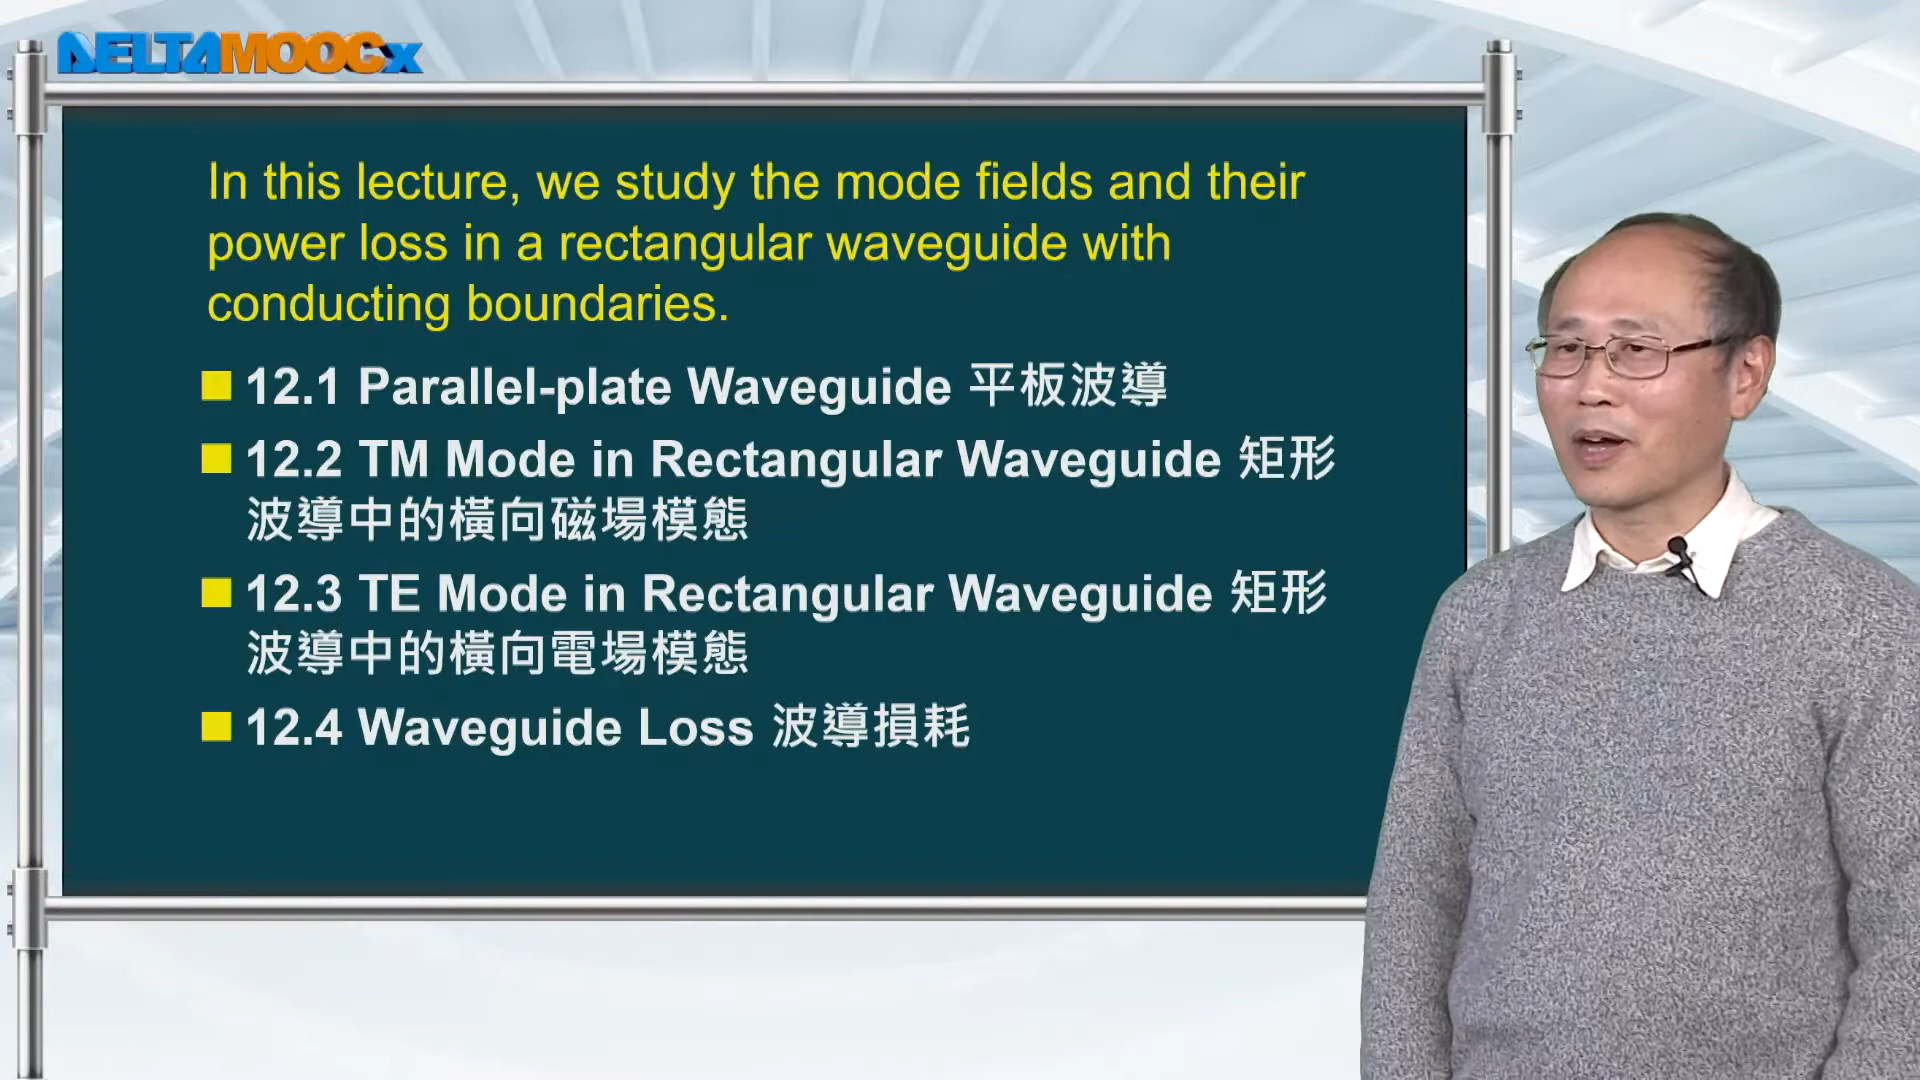 DELTAMOOCx
In this lecture, we study the mode fields and their
power loss in a rectangular waveguide with
conducting boundaries.
12.1 Parallel-plate Waveguide 平板波導
12.2 TM Mode in Rectangular Waveguide 矩形
波導中的橫向磁場模態
12.3 TE Mode in Rectangular Waveguide 矩形
波導中的橫向電場模態
12.4 Waveguide Loss 波導損耗